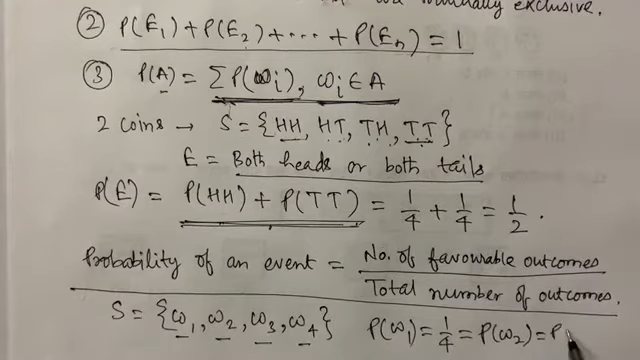 mutually exclusive.
② P(E₁) + P(E₂) + ---- + P(Eₙ) = 1
③ P(A) = ΣP(ωi), ωi ∈ A
2 coins → S = {HH, HT, TH, TT}
E = Both heads or both tails
P(E) = P(HH) + P(TT) = 1/4 + 1/4 = 1/2.
Probability of an event = No. of favourable outcomes / Total number of outcomes.
S = {ω₁, ω₂, ω₃, ω₄} P(ω₁) = 1/4 = P(ω₂) = P